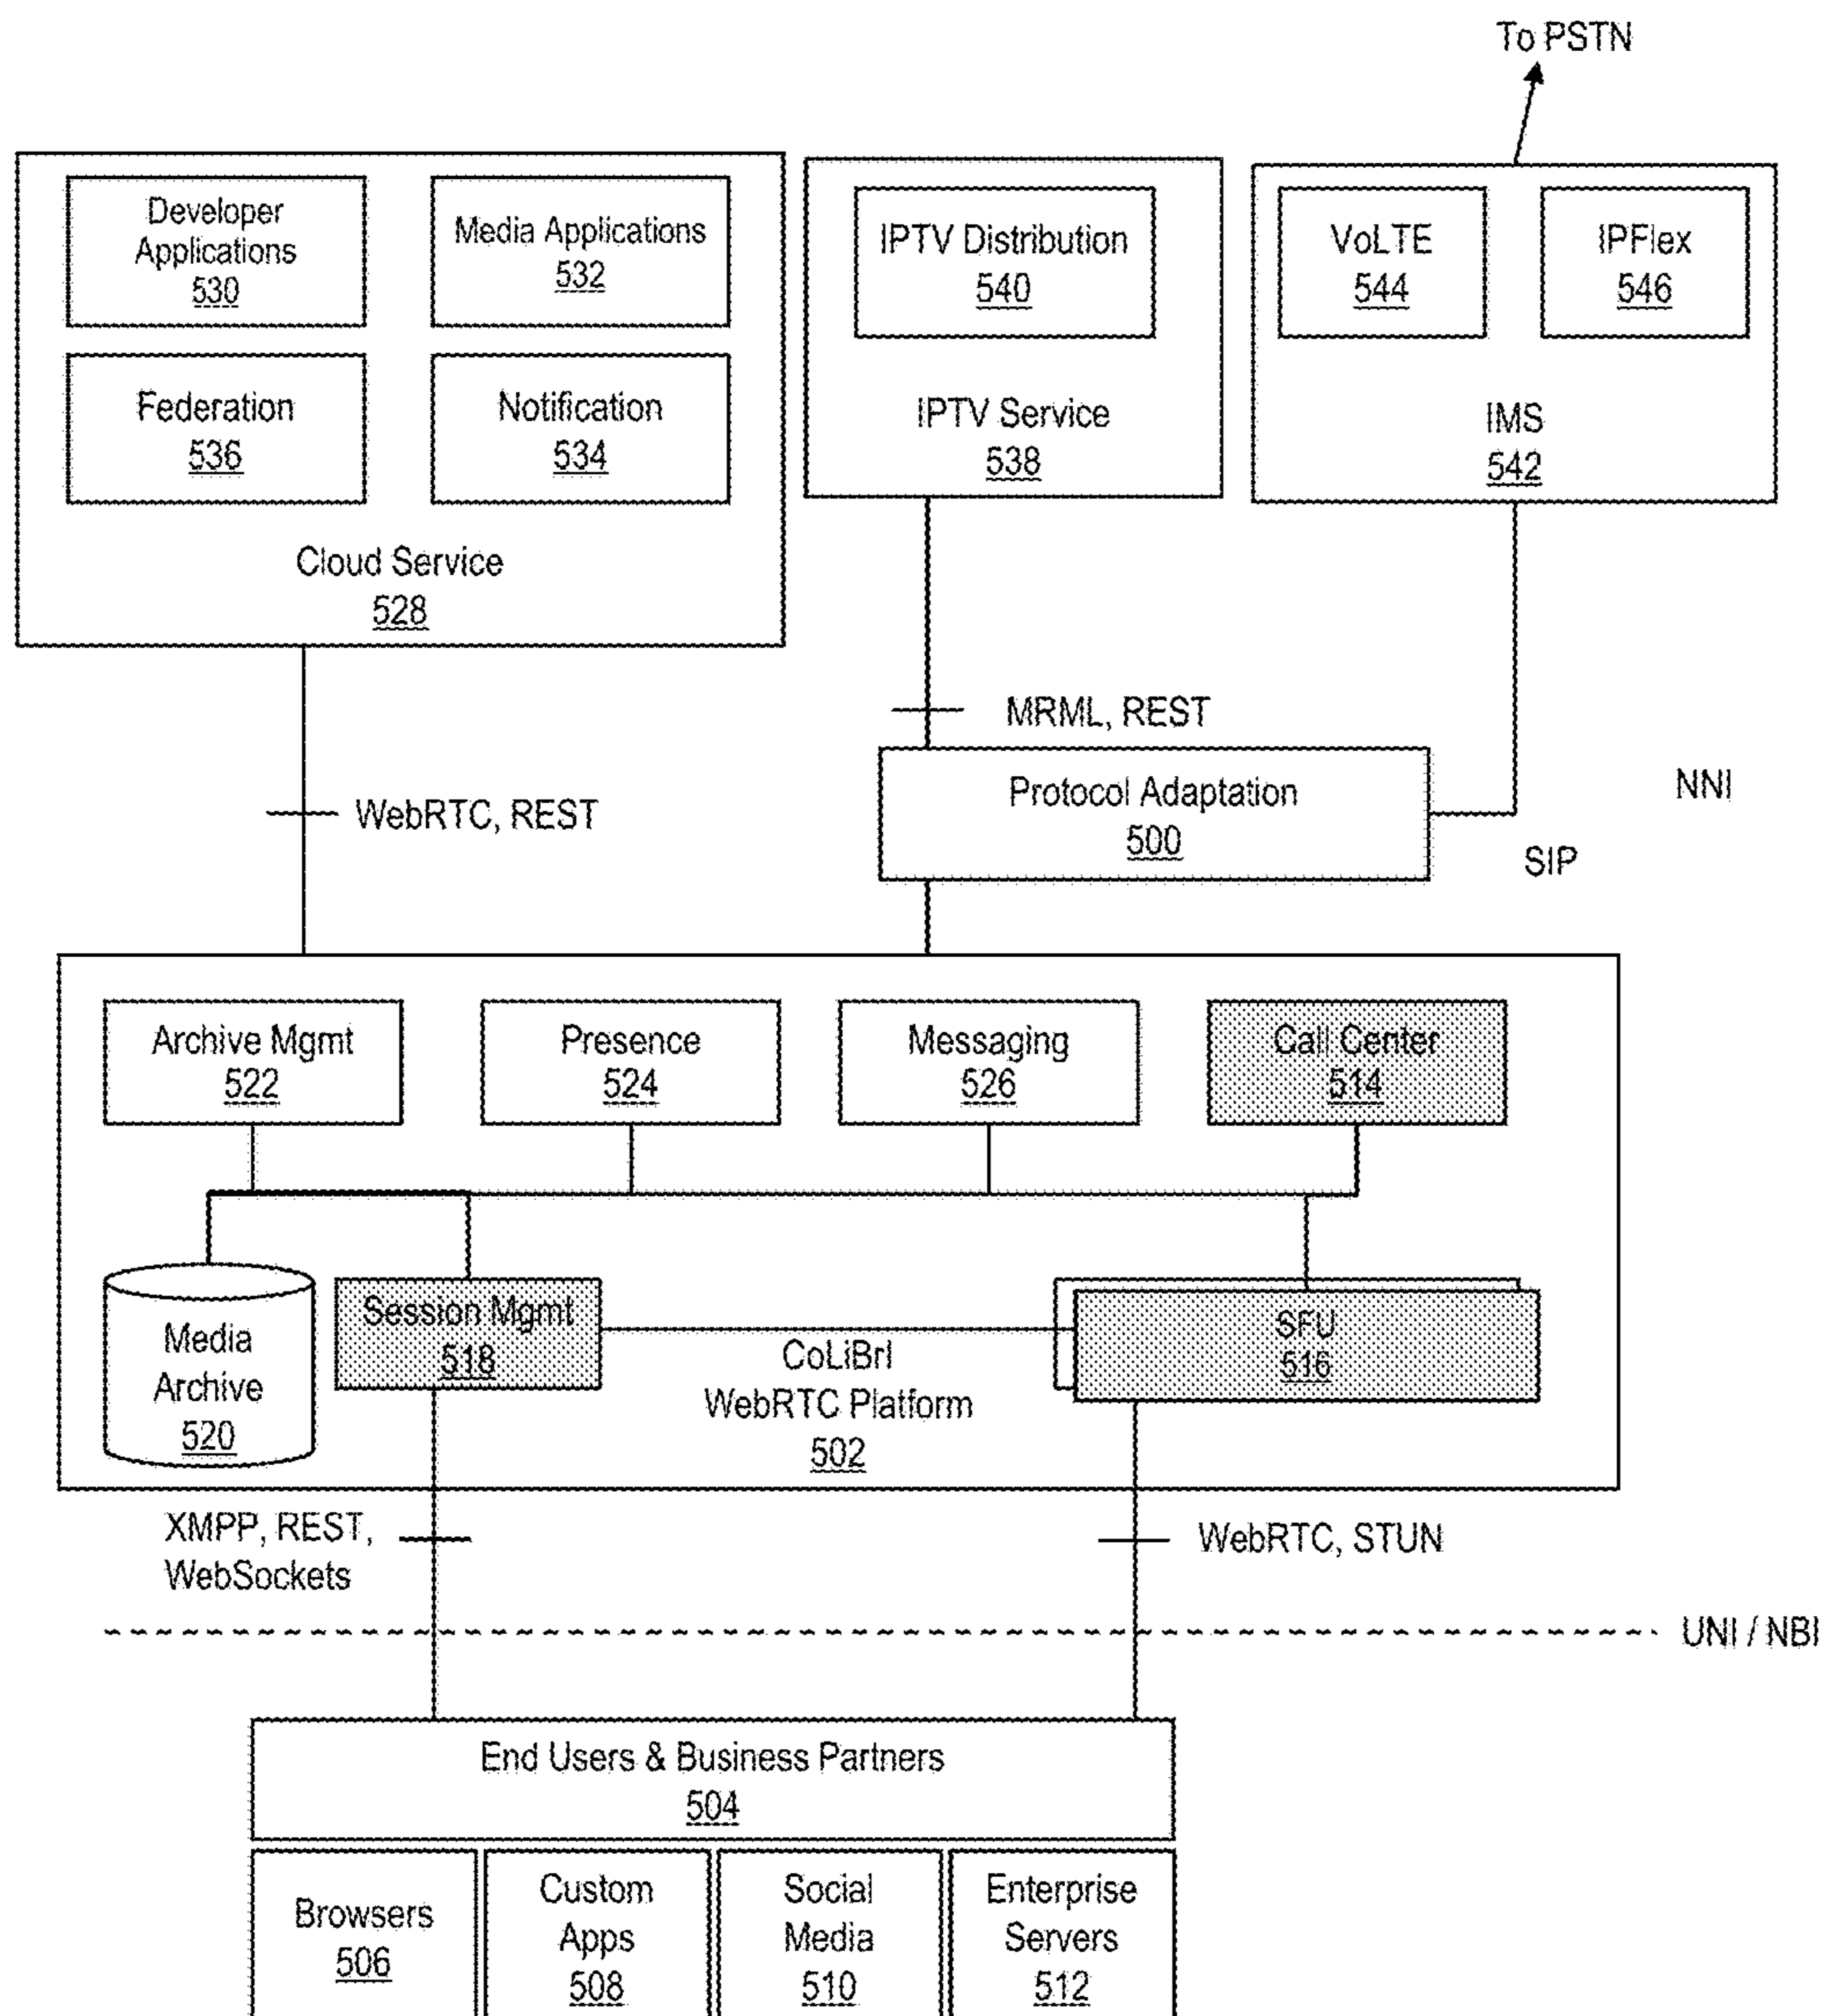 To PSTN
Developer
Applications
530
Media Applications
532
Federation
536
Notification
534
Cloud Service
528
IPTV Distribution
540
IPTV Service
538
VoLTE
544
IPFlex
546
IMS
542
WebRTC, REST
MRML, REST
Protocol Adaptation
500
NNI
SIP
Archive Mgmt
522
Presence
524
Messaging
526
Call Center
514
Media
Archive
520
Session Mgmt
518
CoLiBrI
WebRTC Platform
502
SFU
516
XMPP, REST,
WebSockets
WebRTC, STUN
UNI / NBI
End Users & Business Partners
504
Browsers
506
Custom
Apps
508
Social
Media
510
Enterprise
Servers
512